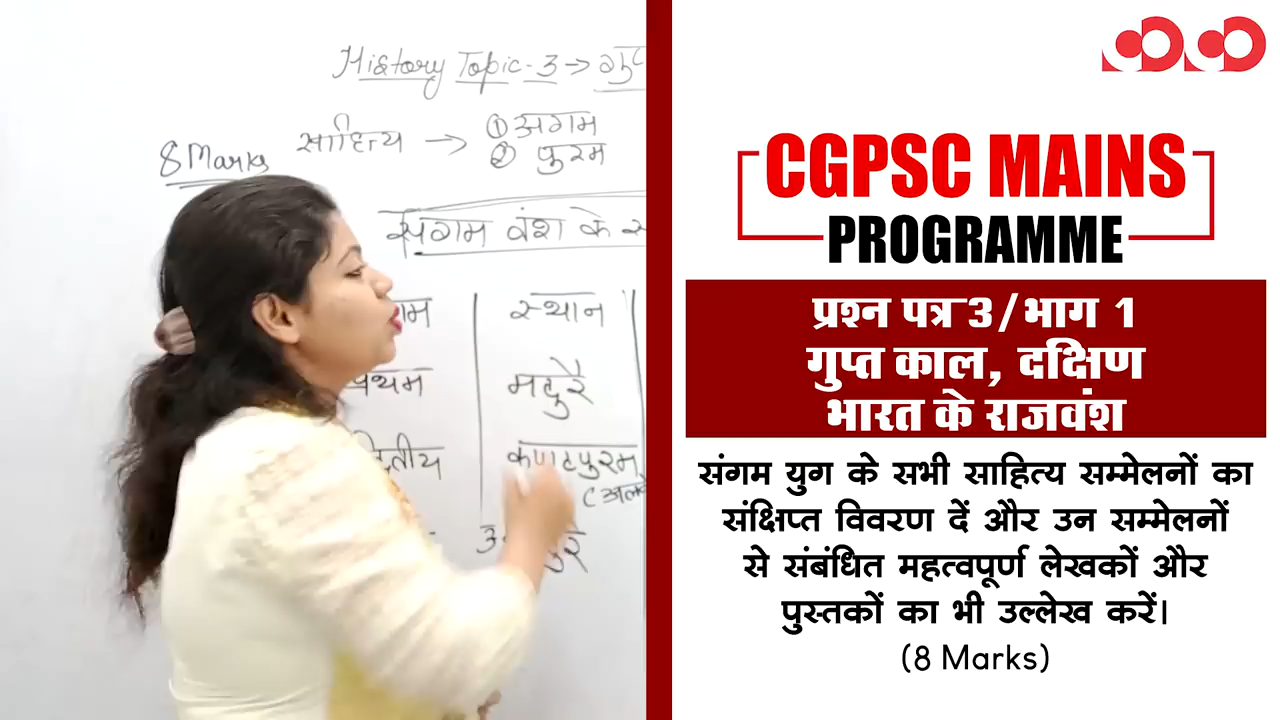 History Topic-3 →
8 Marks
साहित्य → ① अगम
② पुरम
संगम वंश के
स्थान
प्रथम
मदुरै
द्वितीय
कपाटपुरम
CGPSC MAINS
PROGRAMME
प्रश्न पत्र 3/भाग 1
गुप्त काल, दक्षिण
भारत के राजवंश
संगम युग के सभी साहित्य सम्मेलनों का
संक्षिप्त विवरण दें और उन सम्मेलनों
से संबंधित महत्वपूर्ण लेखकों और
पुस्तकों का भी उल्लेख करें।
(8 Marks)